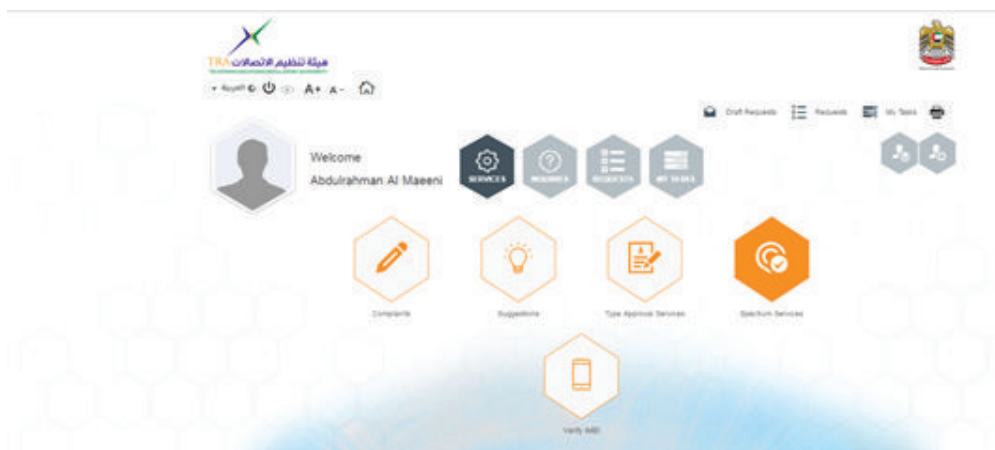 TRA هيئة تنظيم الاتصالات
العربية A+ A-
Draft Requests Requests My Tasks
Welcome
Abdulrahman Al Maeeni
SERVICES INQUIRIES REQUESTS MY TASKS
Complaints Suggestions Type Approval Services Spectrum Services
Verify IMEI